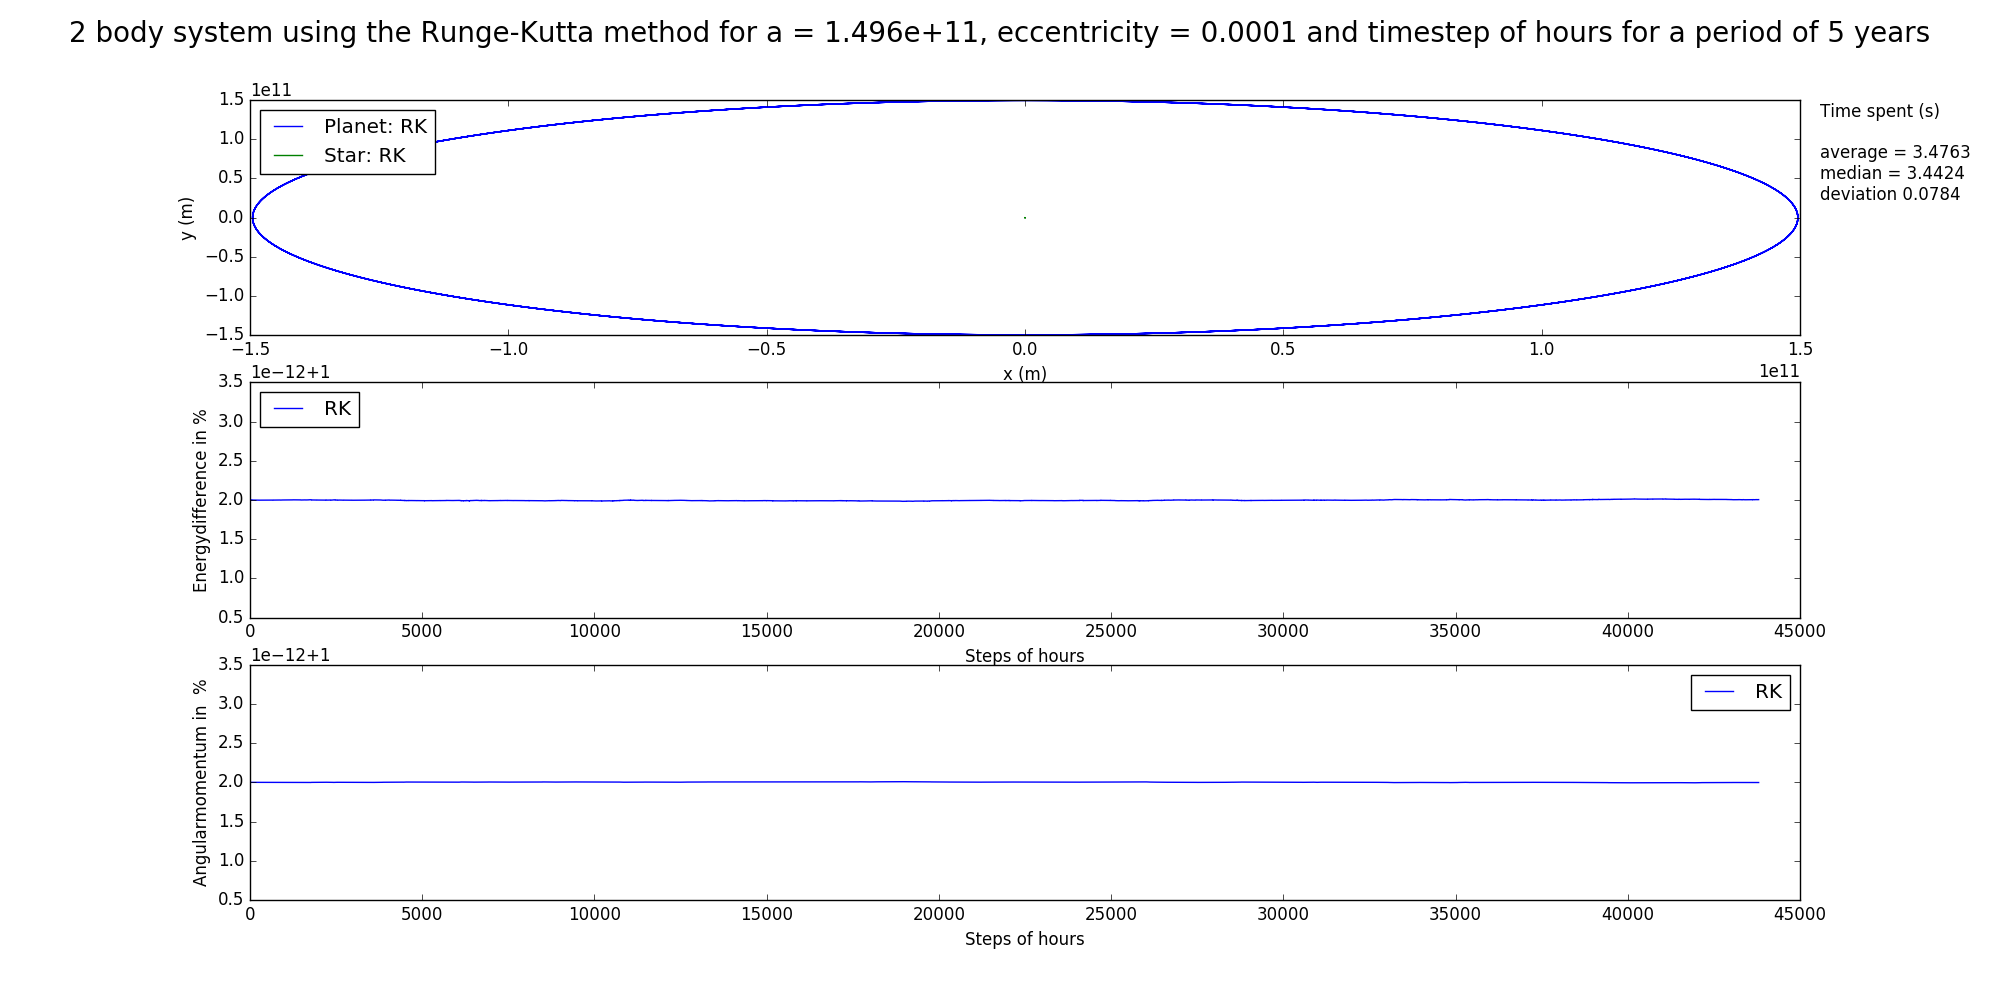 2 body system using the Runge-Kutta method for a = 1.496e+11, eccentricity = 0.0001 and timestep of hours for a period of 5 years
1e11
1.5
1.0
0.5
0.0
−0.5
−1.0
−1.5
y (m)
Planet: RK
Star: RK
Time spent (s)
average = 3.4763
median = 3.4424
deviation 0.0784
−1.5 −1.0 −0.5 0.0 0.5 1.0 1.5
x (m)
1e11
1e−12+1
3.5
3.0
2.5
2.0
1.5
1.0
0.5
Energydifference in %
RK
0 5000 10000 15000 20000 25000 30000 35000 40000 45000
Steps of hours
1e−12+1
3.5
3.0
2.5
2.0
1.5
1.0
0.5
Angularmomentum in  %
RK
0 5000 10000 15000 20000 25000 30000 35000 40000 45000
Steps of hours